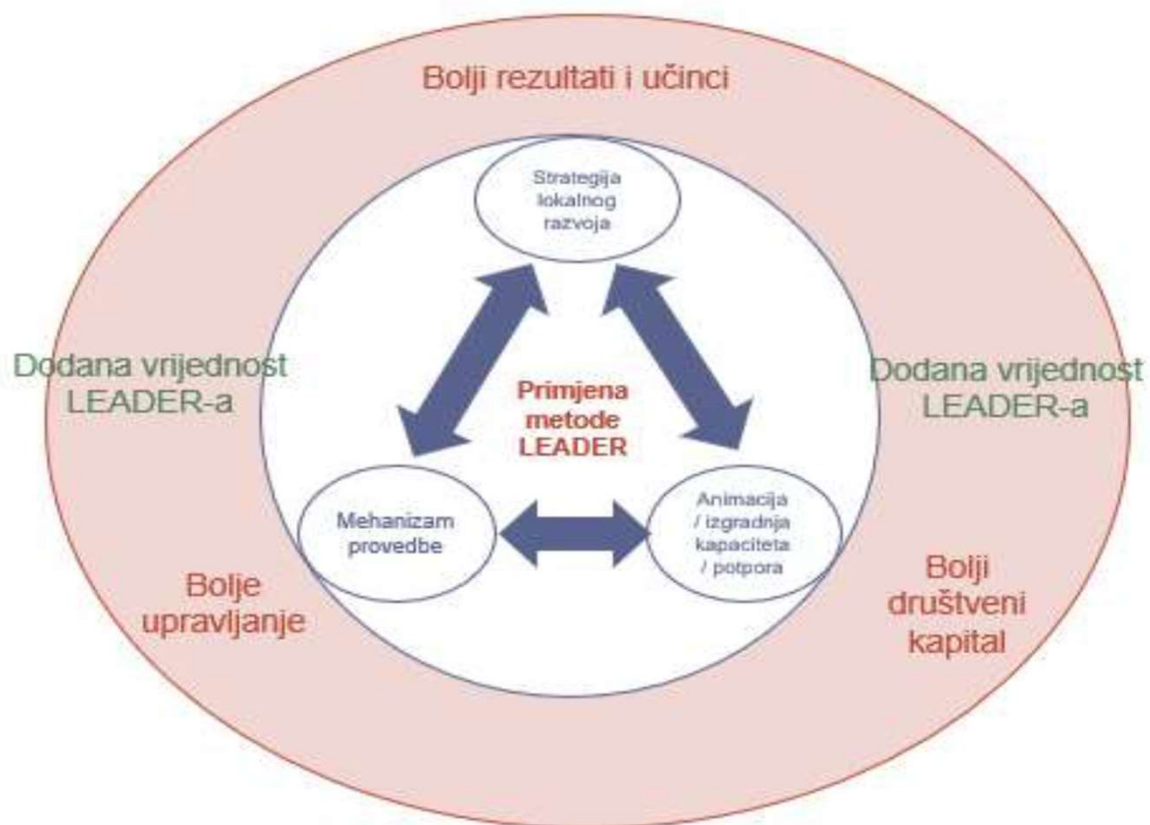 Bolji rezultati i učinci
Strategija
lokalnog
razvoja
Dodana vrijednost
LEADER-a
Primjena
metode
LEADER
Dodana vrijednost
LEADER-a
Mehanizam
provedbe
Animacija
/ izgradnja
kapaciteta
/ potpora
Bolje
upravljanje
Bolji
društveni
kapital